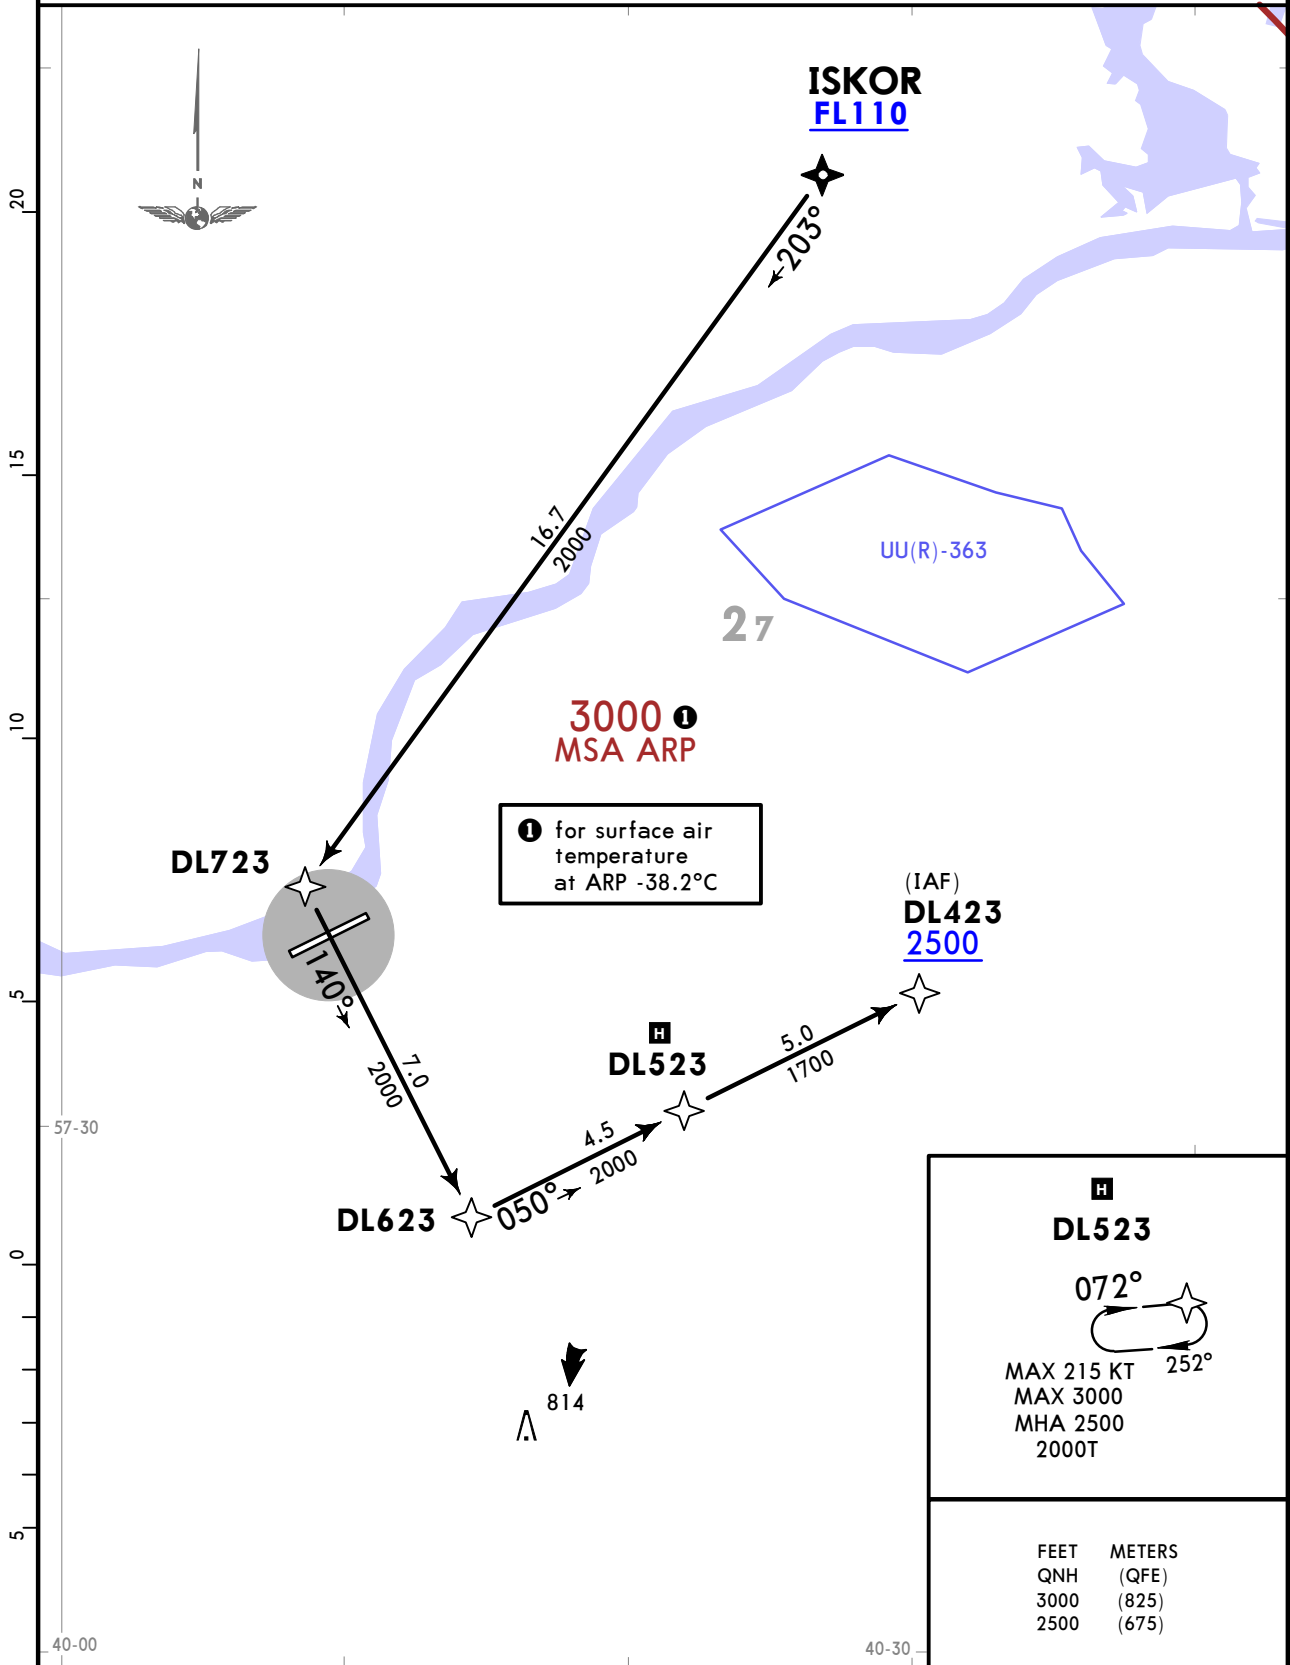 ISKOR
FL110
N
203°
20
15
10
5
0
5
16.7
2000
UU(R)-363
27
3000 1
MSA ARP
1 for surface air
temperature
at ARP -38.2°C
DL723
(IAF)
DL423
2500
140°
7.0
2000
H
DL523
5.0
1700
57-30
4.5
2000
DL623
050°
814
H
DL523
072°
252°
MAX 215 KT
MAX 3000
MHA 2500
2000T
FEET METERS
QNH (QFE)
3000 (825)
2500 (675)
40-00
40-30